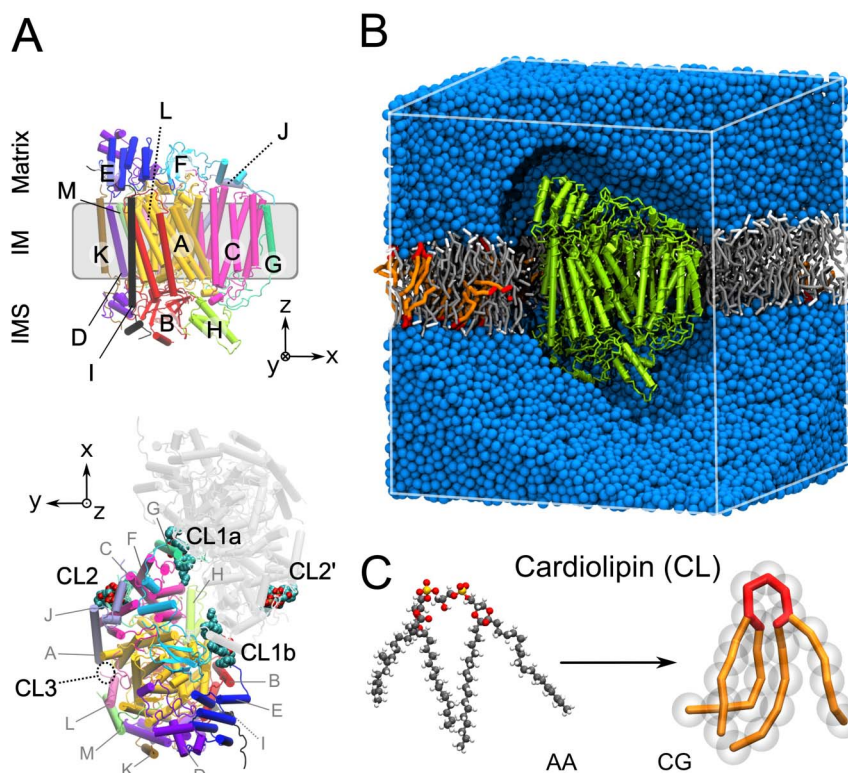 A
B
L
Matrix
J
E
F
M
IM
K
A
C
G
IMS
B
H
D
z
I
y
x
x
y
z
G
CL1a
F
C
H
CL2
CL2'
J
A
CL1b
CL3
B
L
E
M
I
K
D
C
Cardiolipin (CL)
AA
CG